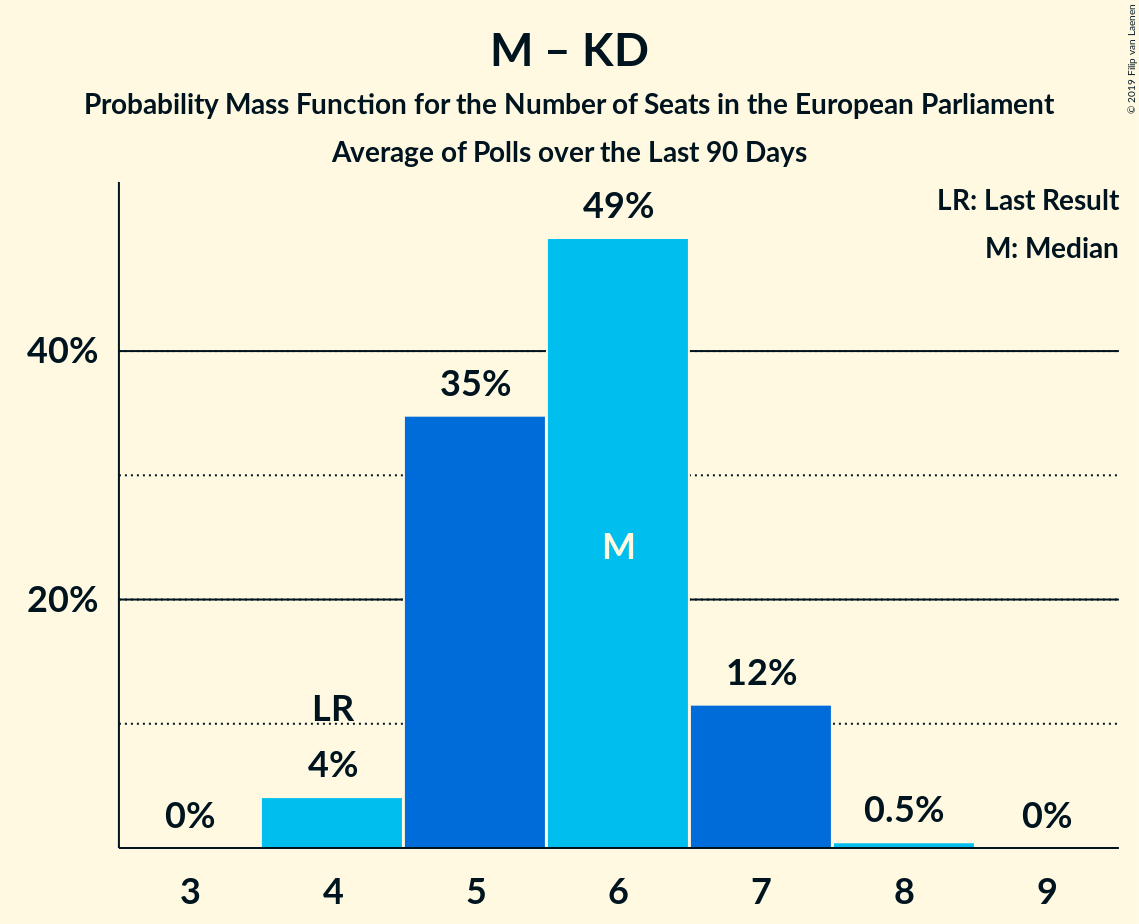 M – KD
Probability Mass Function for the Number of Seats in the European Parliament
Average of Polls over the Last 90 Days
© 2019 Filip van Laenen
LR: Last Result
M: Median
49%
40%
35%
M
20%
12%
LR
4%
0%
0.5%
0%
3 4 5 6 7 8 9